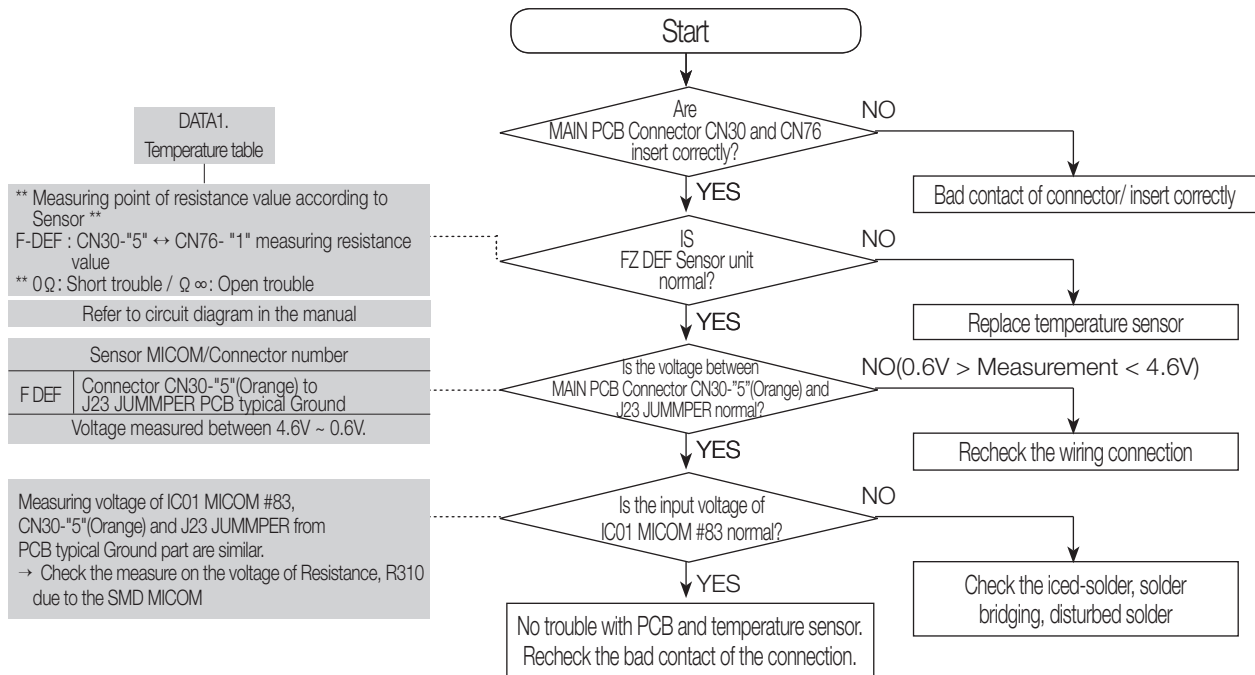 Start
Are
MAIN PCB Connector CN30 and CN76
insert correctly?
NO
Bad contact of connector/ insert correctly
YES
DATA1.
Temperature table
** Measuring point of resistance value according to
Sensor **
F-DEF : CN30-"5" ↔ CN76- "1" measuring resistance
value
** 0Ω: Short trouble / Ω ∞: Open trouble
Refer to circuit diagram in the manual
IS
FZ DEF Sensor unit
normal?
NO
Replace temperature sensor
YES
Sensor MICOM/Connector number
F DEF
Connector CN30-"5"(Orange) to
J23 JUMMPER PCB typical Ground
Voltage measured between 4.6V ~ 0.6V.
Is the voltage between
MAIN PCB Connector CN30-"5"(Orange) and
J23 JUMMPER normal?
NO(0.6V > Measurement < 4.6V)
Recheck the wiring connection
YES
Measuring voltage of IC01 MICOM #83,
CN30-"5"(Orange) and J23 JUMMPER from
PCB typical Ground part are similar.
→ Check the measure on the voltage of Resistance, R310
due to the SMD MICOM
Is the input voltage of
IC01 MICOM #83 normal?
NO
Check the iced-solder, solder
bridging, disturbed solder
YES
No trouble with PCB and temperature sensor.
Recheck the bad contact of the connection.